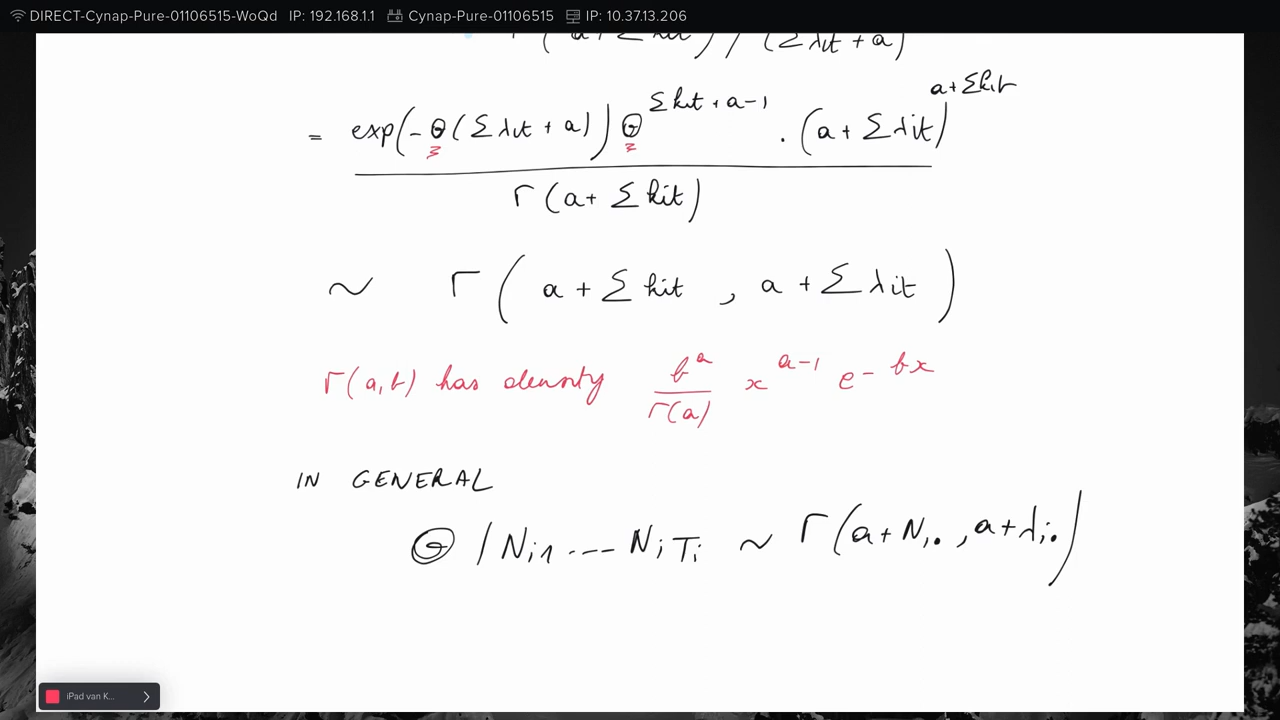 DIRECT-Cynap-Pure-01106515-WoQd IP: 192.168.1.1 Cynap-Pure-01106515 IP: 10.37.13.206
Γ(a+Σkit) / (Σλit + a)
= exp(-θ(Σλit + a)) θ^(Σkit + a-1) · (a + Σλit)^(a+Σkit)
Γ(a+ Σkit)
~ Γ( a + Σkit , a + Σλit )
Γ(a,b) has density b^a / Γ(a) x^(a-1) e^(-bx)
IN GENERAL
Θ | Ni1 ---- NiTi ~ Γ(a+Ni• , a+λi•)
iPad van K...